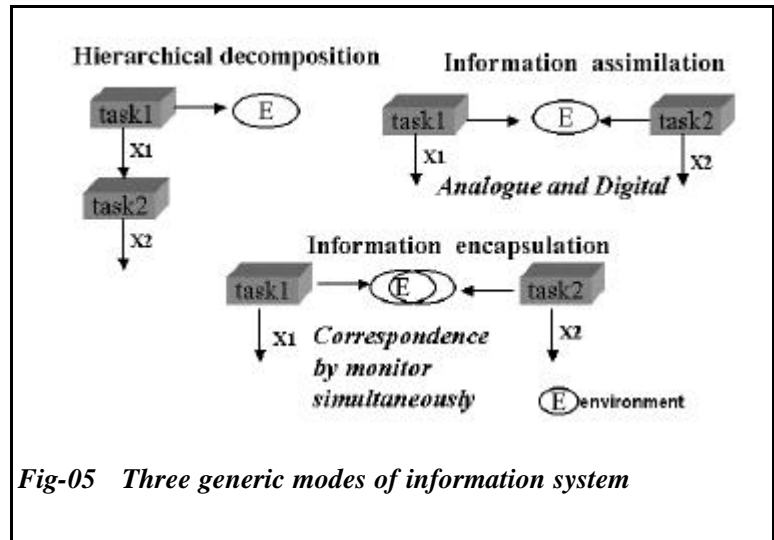 Hierarchical decomposition
task1 E
X1
task2
X2
Information assimilation
task1 E task2
X1 X2
Analogue and Digital
Information encapsulation
task1 E task2
X1 X2
Correspondence
by monitor
simultaneously
E environment
Fig-05 Three generic modes of information system